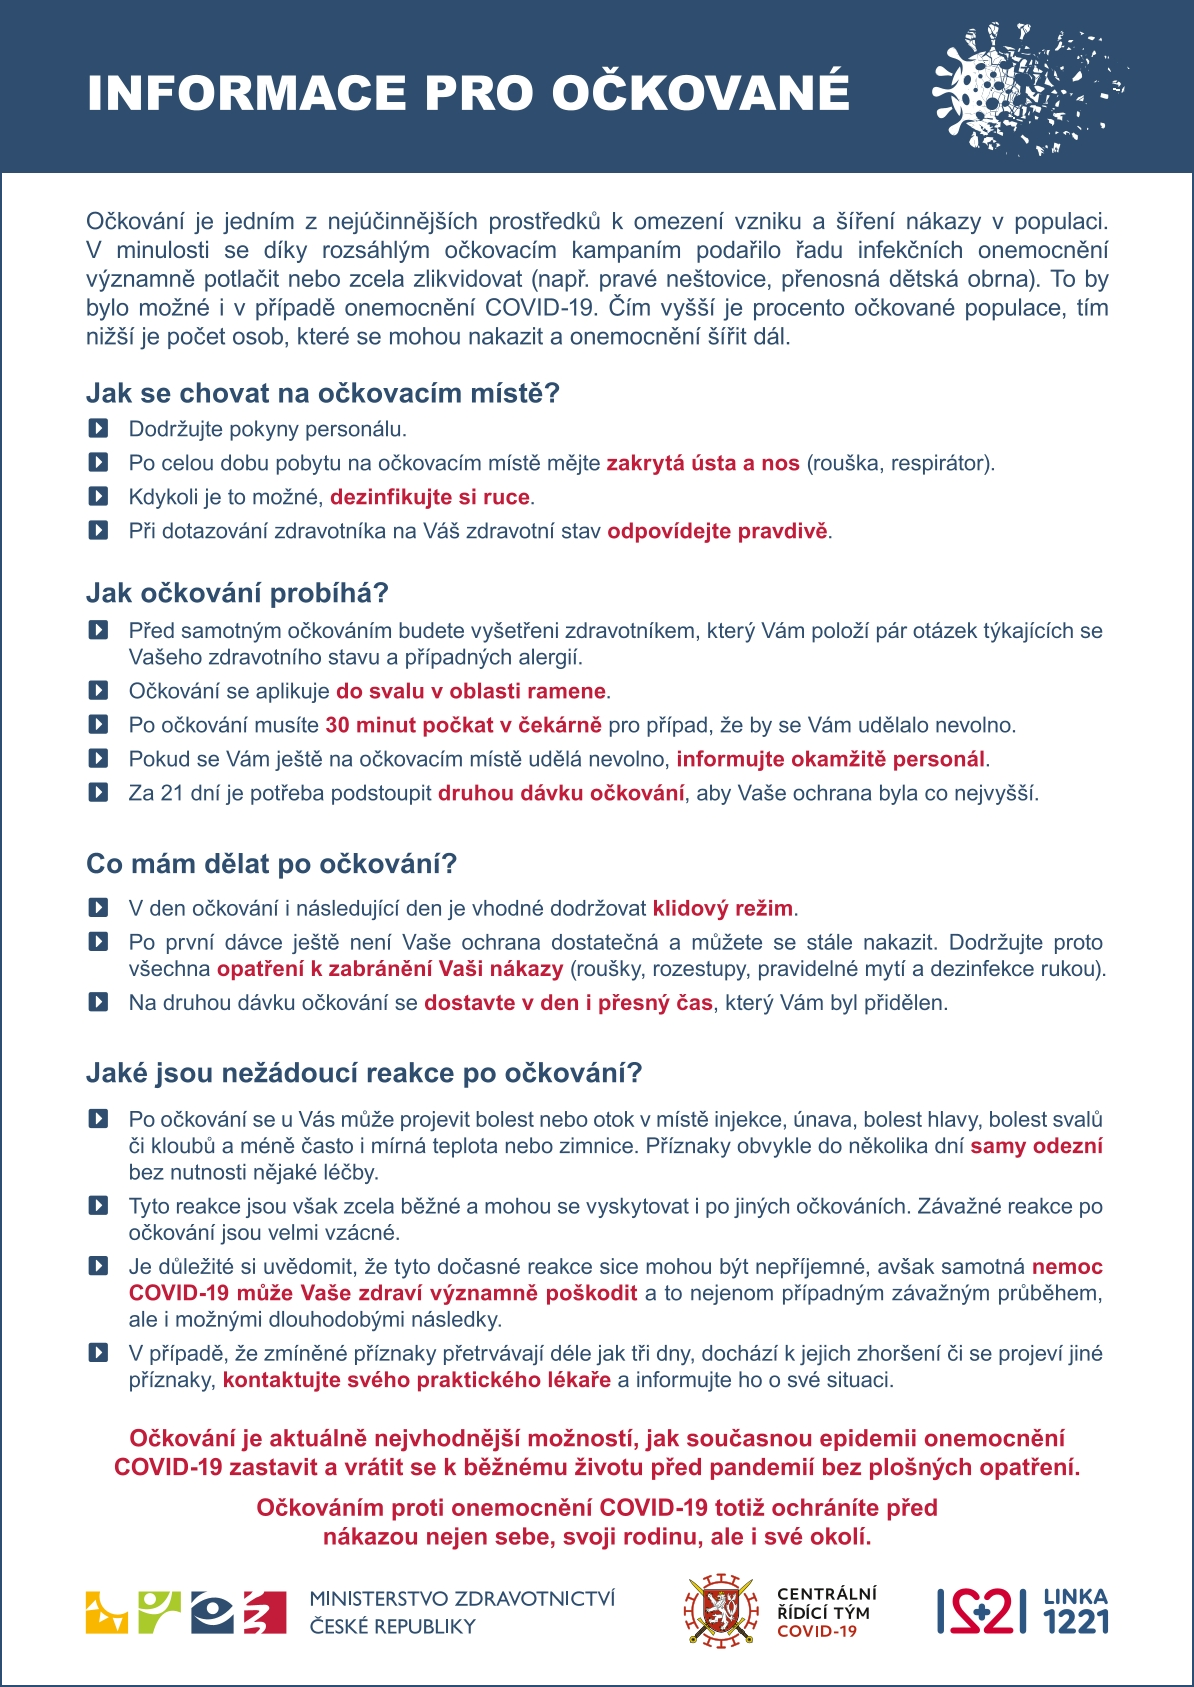 INFORMACE PRO OČKOVANÉ
Očkování je jedním z nejúčinnějších prostředků k omezení vzniku a šíření nákazy v populaci.
V minulosti se díky rozsáhlým očkovacím kampaním podařilo řadu infekčních onemocnění
významně potlačit nebo zcela zlikvidovat (např. pravé neštovice, přenosná dětská obrna). To by
bylo možné i v případě onemocnění COVID-19. Čím vyšší je procento očkované populace, tím
nižší je počet osob, které se mohou nakazit a onemocnění šířit dál.
Jak se chovat na očkovacím místě?
Dodržujte pokyny personálu.
Po celou dobu pobytu na očkovacím místě mějte zakrytá ústa a nos (rouška, respirátor).
Kdykoli je to možné, dezinfikujte si ruce.
Při dotazování zdravotníka na Váš zdravotní stav odpovídejte pravdivě.
Jak očkování probíhá?
Před samotným očkováním budete vyšetřeni zdravotníkem, který Vám položí pár otázek týkajících se
Vašeho zdravotního stavu a případných alergií.
Očkování se aplikuje do svalu v oblasti ramene.
Po očkování musíte 30 minut počkat v čekárně pro případ, že by se Vám udělalo nevolno.
Pokud se Vám ještě na očkovacím místě udělá nevolno, informujte okamžitě personál.
Za 21 dní je potřeba podstoupit druhou dávku očkování, aby Vaše ochrana byla co nejvyšší.
Co mám dělat po očkování?
V den očkování i následující den je vhodné dodržovat klidový režim.
Po první dávce ještě není Vaše ochrana dostatečná a můžete se stále nakazit. Dodržujte proto
všechna opatření k zabránění Vaši nákazy (roušky, rozestupy, pravidelné mytí a dezinfekce rukou).
Na druhou dávku očkování se dostavte v den i přesný čas, který Vám byl přidělen.
Jaké jsou nežádoucí reakce po očkování?
Po očkování se u Vás může projevit bolest nebo otok v místě injekce, únava, bolest hlavy, bolest svalů
či kloubů a méně často i mírná teplota nebo zimnice. Příznaky obvykle do několika dní samy odezní
bez nutnosti nějaké léčby.
Tyto reakce jsou však zcela běžné a mohou se vyskytovat i po jiných očkováních. Závažné reakce po
očkování jsou velmi vzácné.
Je důležité si uvědomit, že tyto dočasné reakce sice mohou být nepříjemné, avšak samotná nemoc
COVID-19 může Vaše zdraví významně poškodit a to nejenom případným závažným průběhem,
ale i možnými dlouhodobými následky.
V případě, že zmíněné příznaky přetrvávají déle jak tři dny, dochází k jejich zhoršení či se projeví jiné
příznaky, kontaktujte svého praktického lékaře a informujte ho o své situaci.
Očkování je aktuálně nejvhodnější možností, jak současnou epidemii onemocnění
COVID-19 zastavit a vrátit se k běžnému životu před pandemií bez plošných opatření.
Očkováním proti onemocnění COVID-19 totiž ochráníte před
nákazou nejen sebe, svoji rodinu, ale i své okolí.
MINISTERSTVO ZDRAVOTNICTVÍ
ČESKÉ REPUBLIKY
CENTRÁLNÍ
ŘÍDÍCÍ TÝM
COVID-19
1221
LINKA
1221